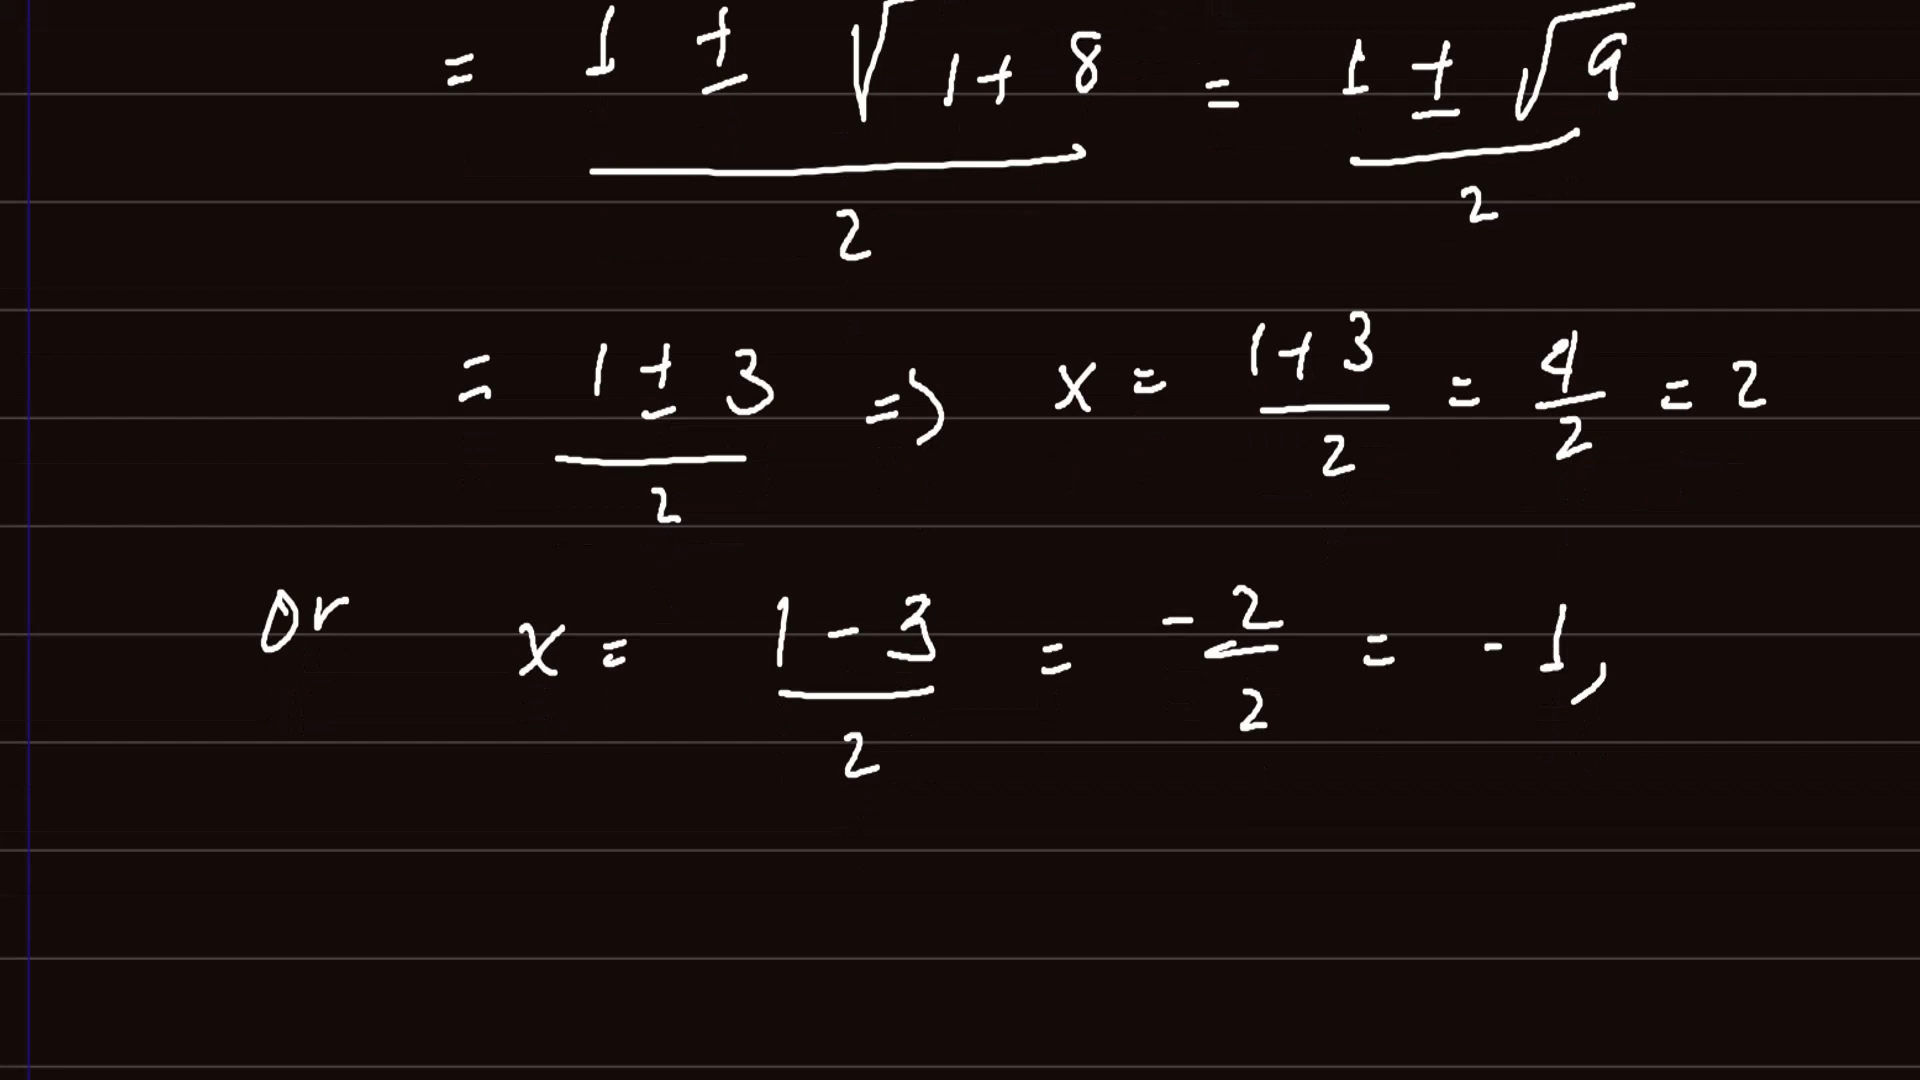 = (1 ± √(1+8))/2 = (1 ± √9)/2
= (1 ± 3)/2 => x = (1+3)/2 = 4/2 = 2
Or x = (1-3)/2 = -2/2 = -1,